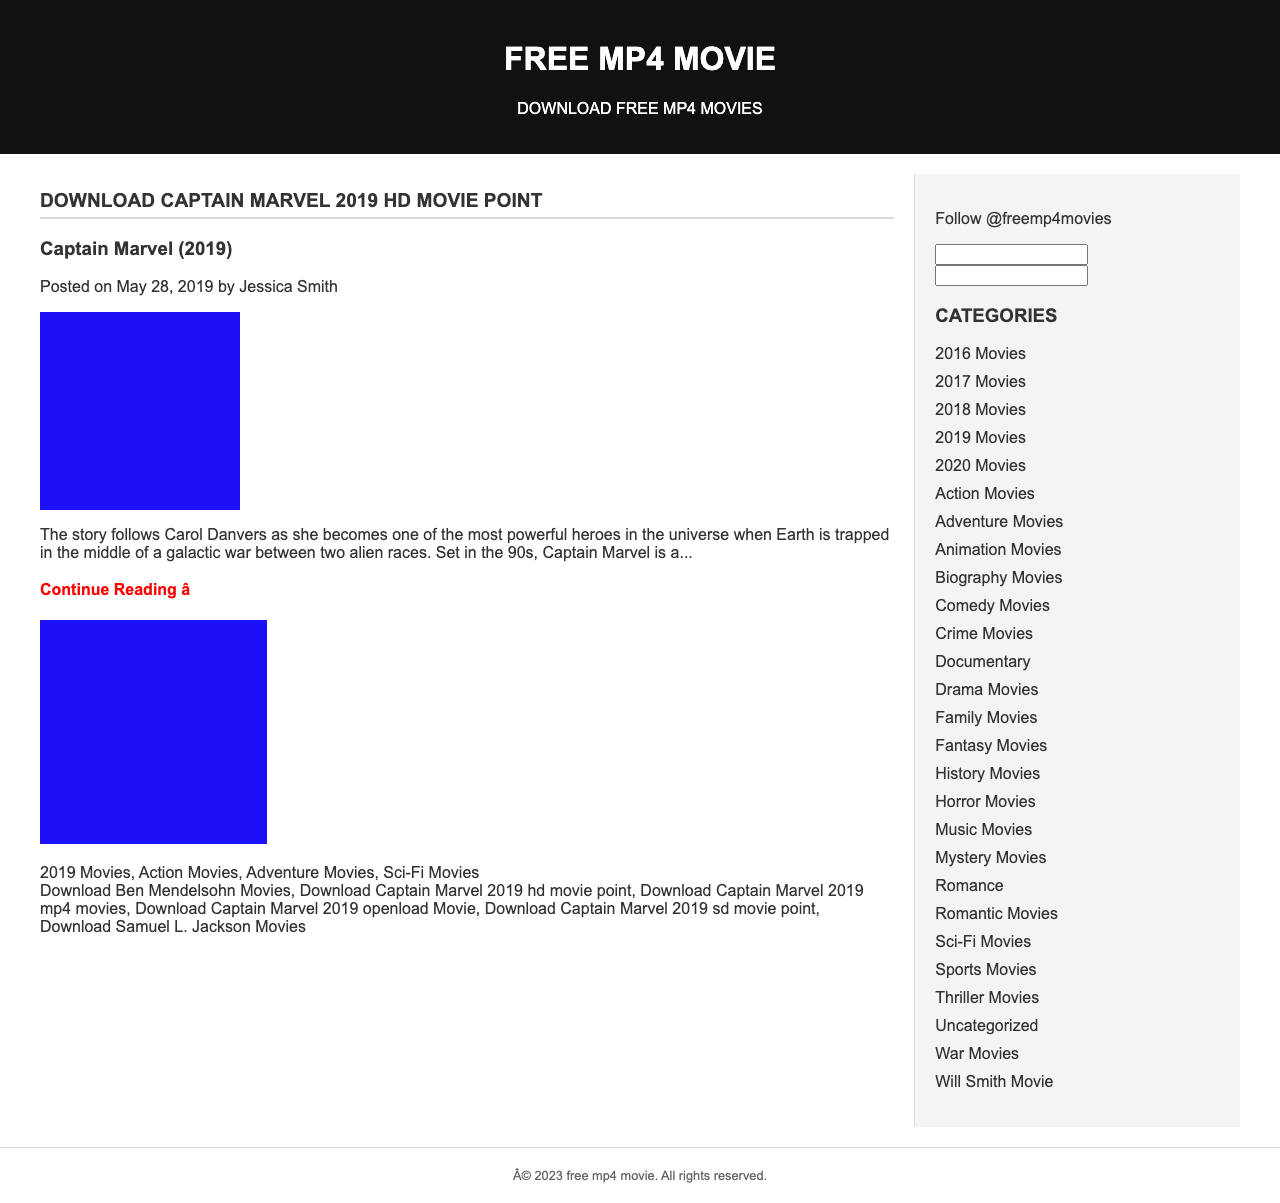 FREE MP4 MOVIE
DOWNLOAD FREE MP4 MOVIES
DOWNLOAD CAPTAIN MARVEL 2019 HD MOVIE POINT
Captain Marvel (2019)
Posted on May 28, 2019 by Jessica Smith
The story follows Carol Danvers as she becomes one of the most powerful heroes in the universe when Earth is trapped
in the middle of a galactic war between two alien races. Set in the 90s, Captain Marvel is a...
Continue Reading â
2019 Movies, Action Movies, Adventure Movies, Sci-Fi Movies
Download Ben Mendelsohn Movies, Download Captain Marvel 2019 hd movie point, Download Captain Marvel 2019
mp4 movies, Download Captain Marvel 2019 openload Movie, Download Captain Marvel 2019 sd movie point,
Download Samuel L. Jackson Movies
Follow @freemp4movies
CATEGORIES
2016 Movies
2017 Movies
2018 Movies
2019 Movies
2020 Movies
Action Movies
Adventure Movies
Animation Movies
Biography Movies
Comedy Movies
Crime Movies
Documentary
Drama Movies
Family Movies
Fantasy Movies
History Movies
Horror Movies
Music Movies
Mystery Movies
Romance
Romantic Movies
Sci-Fi Movies
Sports Movies
Thriller Movies
Uncategorized
War Movies
Will Smith Movie
Â© 2023 free mp4 movie. All rights reserved.